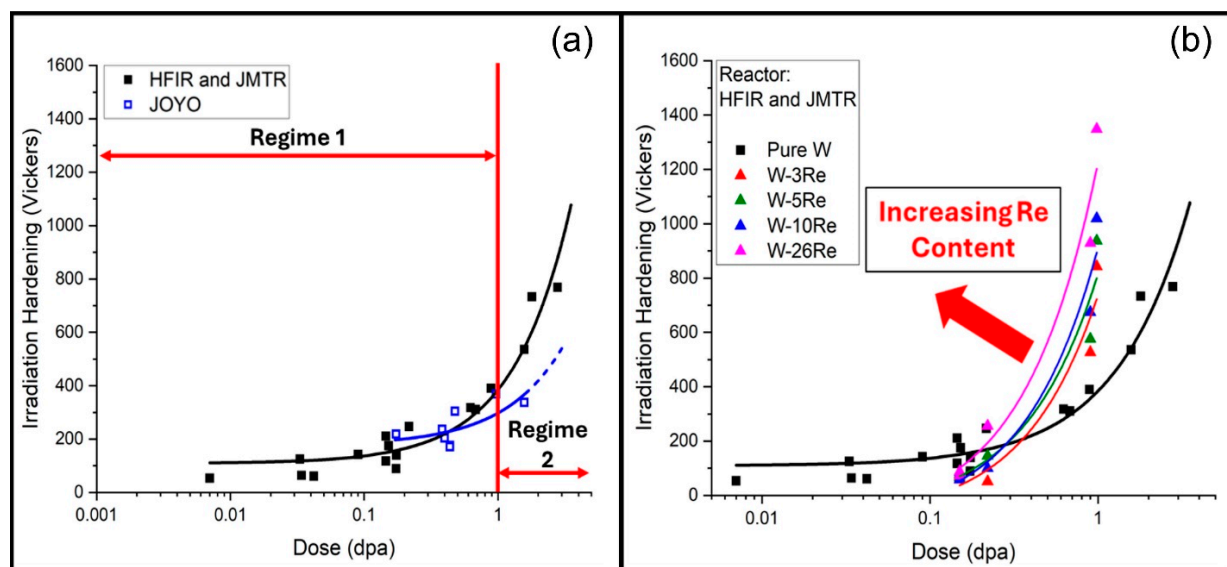 (a)
1600
1400
1200
1000
800
600
400
200
0
Irradiation Hardening (Vickers)
HFIR and JMTR
JOYO
Regime 1
Regime
2
0.001
0.01
0.1
1
Dose (dpa)
(b)
1600
1400
1200
1000
800
600
400
200
0
Irradiation Hardening (Vickers)
Reactor:
HFIR and JMTR
Pure W
W-3Re
W-5Re
W-10Re
W-26Re
Increasing Re
Content
0.01
0.1
1
Dose (dpa)